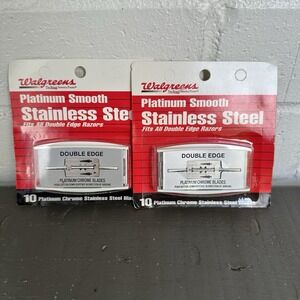 Walgreens
Platinum Smooth
Stainless Steel
Fits All Double Edge Razors
DOUBLE EDGE
PLATINUM CHROME BLADES
10 Platinum Chrome Stainless Steel Bla
Walgreens
Platinum Smooth
Stainless Steel
Fits All Double Edge Razors
DOUBLE EDGE
PLATINUM CHROME BLADES
10 Platinum Chrome Stainless Steel Blades